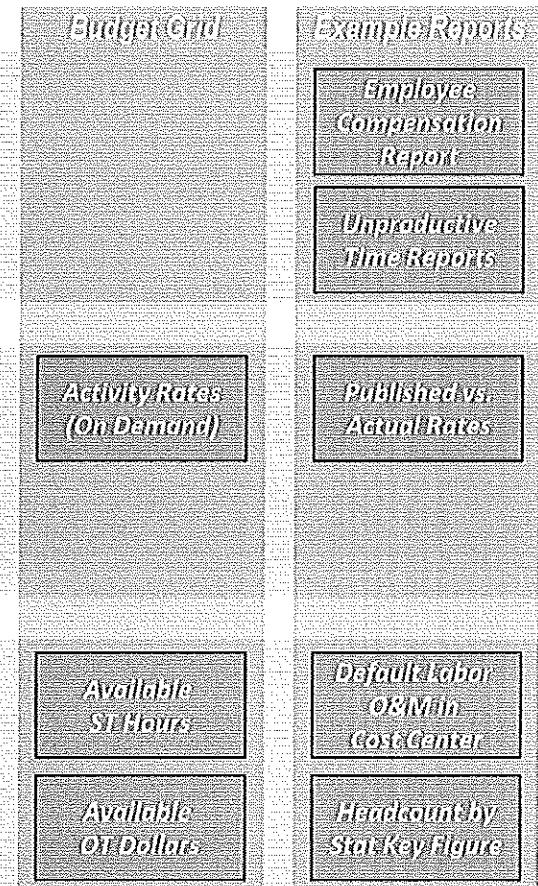 Budget Grid
Example Reports
Employee
Compensation
Report
Unproductive
Time Reports
Activity Rates
(On Demand)
Published vs.
Actual Rates
Available
ST Hours
Default Labor
O&M in
Cost Center
Available
OT Dollars
Headcount by
Stat Key Figure